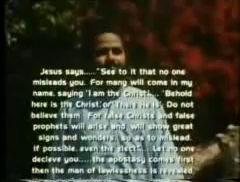 Jesus says....."See to it that no one
misleads you. For many will come in my
name, saying 'I am the Christ'.... 'Behold
here is the Christ' or 'There He is'. Do not
believe them. For false Christs and false
prophets will arise and will show great
signs and wonders, so as to mislead,
if possible, even the elect.... Let no one
decieve you.....the apostasy comes first
then the man of lawlessness is revealed,